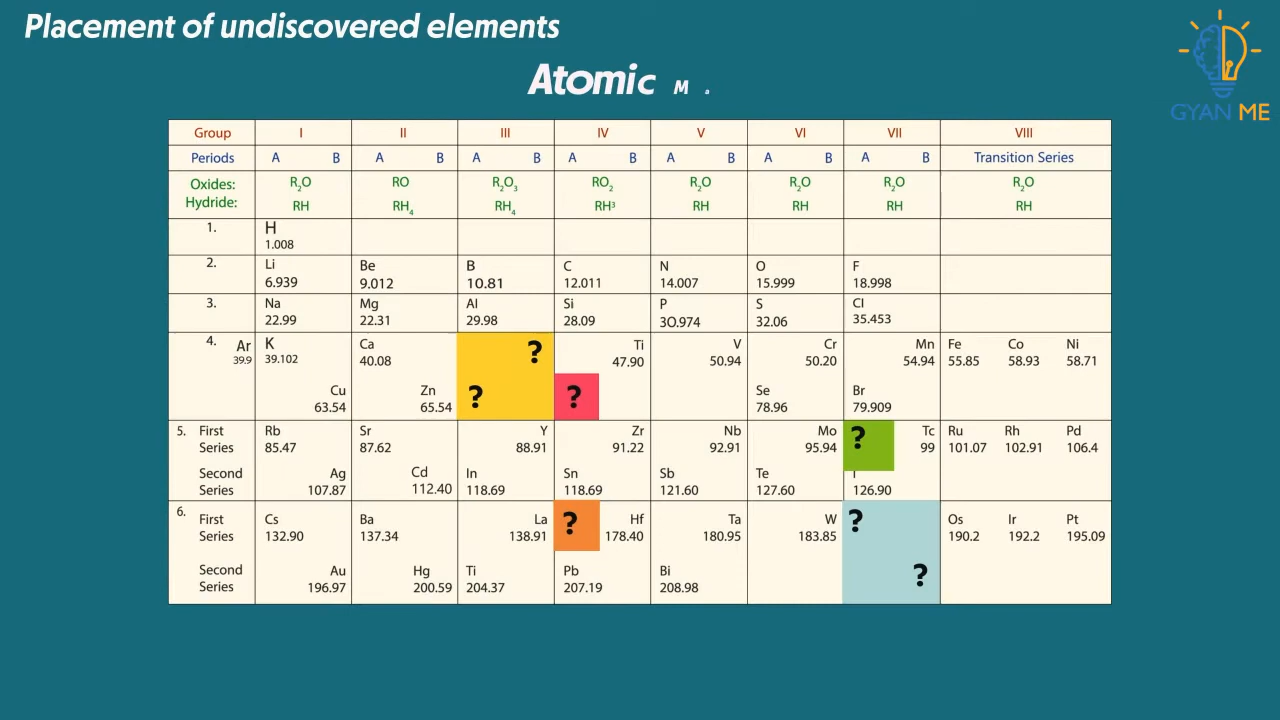 Placement of undiscovered elements
Atomic M a
GYAN ME
Group I II III IV V VI VII VIII
Periods A B A B A B A B A B A B A B Transition Series
Oxides: R₂O RO R₂O₃ RO₂ R₂O R₂O R₂O R₂O
Hydride: RH RH₄ RH₄ RH³ RH RH RH RH
1. H
1.008
2. Li Be B C N O F
6.939 9.012 10.81 12.011 14.007 15.999 18.998
3. Na Mg Al Si P S Cl
22.99 22.31 29.98 28.09 30.974 32.06 35.453
4. Ar K Ca ? Ti V Cr Mn Fe Co Ni
39.9 39.102 40.08 47.90 50.94 50.20 54.94 55.85 58.93 58.71
Cu Zn ? ? Se Br
63.54 65.54 78.96 79.909
5. First Rb Sr Y Zr Nb Mo ? Tc Ru Rh Pd
Series 85.47 87.62 88.91 91.22 92.91 95.94 99 101.07 102.91 106.4
Second Ag Cd In Sn Sb Te I
Series 107.87 112.40 118.69 118.69 121.60 127.60 126.90
6. First Cs Ba La ? Hf Ta W ? Os Ir Pt
Series 132.90 137.34 138.91 178.40 180.95 183.85 190.2 192.2 195.09
Second Au Hg Ti Pb Bi ?
Series 196.97 200.59 204.37 207.19 208.98